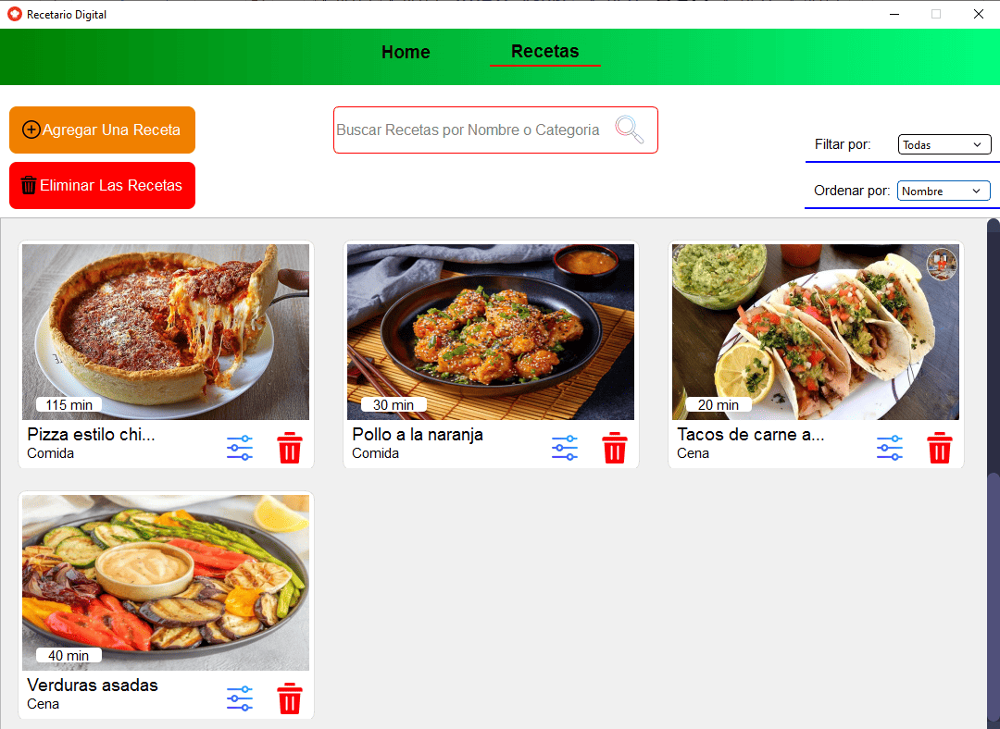 Recetario Digital
Home
Recetas
Agregar Una Receta
Buscar Recetas por Nombre o Categoria
Filtar por:
Todas
Eliminar Las Recetas
Ordenar por:
Nombre
115 min
Pizza estilo chi...
Comida
30 min
Pollo a la naranja
Comida
20 min
Tacos de carne a...
Cena
40 min
Verduras asadas
Cena